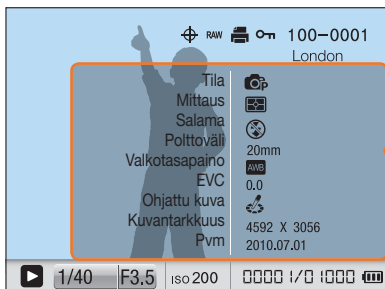 RAW 100-0001
London
Tila
Mittaus
Salama
Polttoväli 20mm
Valkotasapaino AWB
EVC 0.0
Ohjattu kuva
Kuvantarkkuus 4592 X 3056
Pvm 2010.07.01
1/40 F3.5 ISO 200 0000 1/0 1000